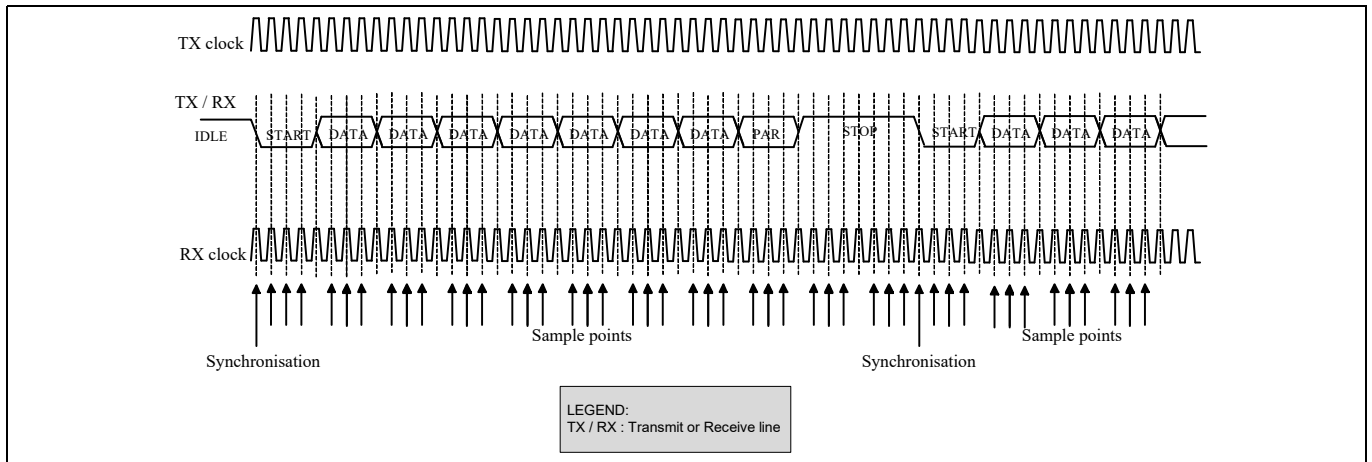 TX clock
TX / RX
IDLE START DATA DATA DATA DATA DATA DATA DATA PAR STOP START DATA DATA DATA
RX clock
Sample points Sample points
Synchronisation Synchronisation
LEGEND:
TX / RX : Transmit or Receive line